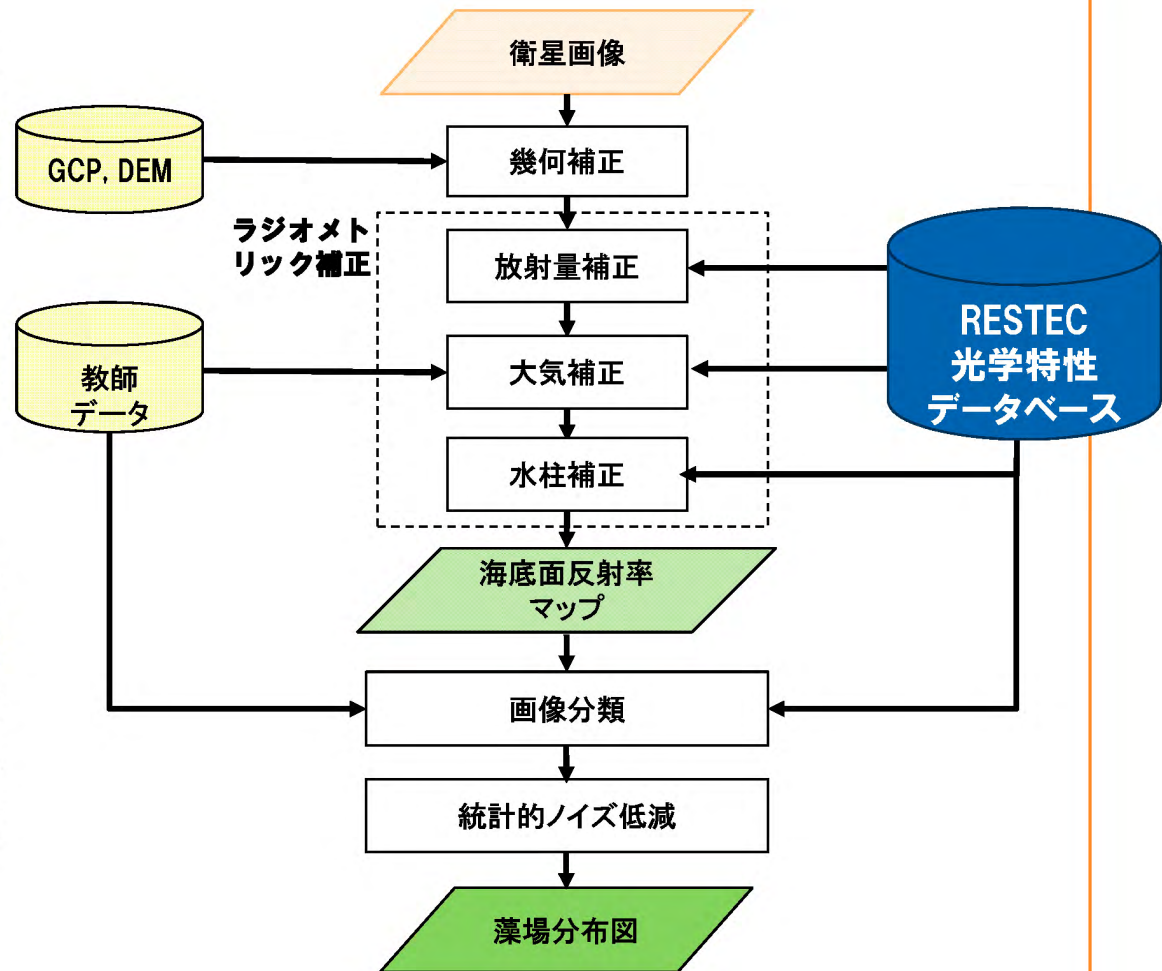 衛星画像
GCP, DEM
幾何補正
ラジオメト
リック補正
放射量補正
RESTEC
光学特性
データベース
教師
データ
大気補正
水柱補正
海底面反射率
マップ
画像分類
統計的ノイズ低減
藻場分布図